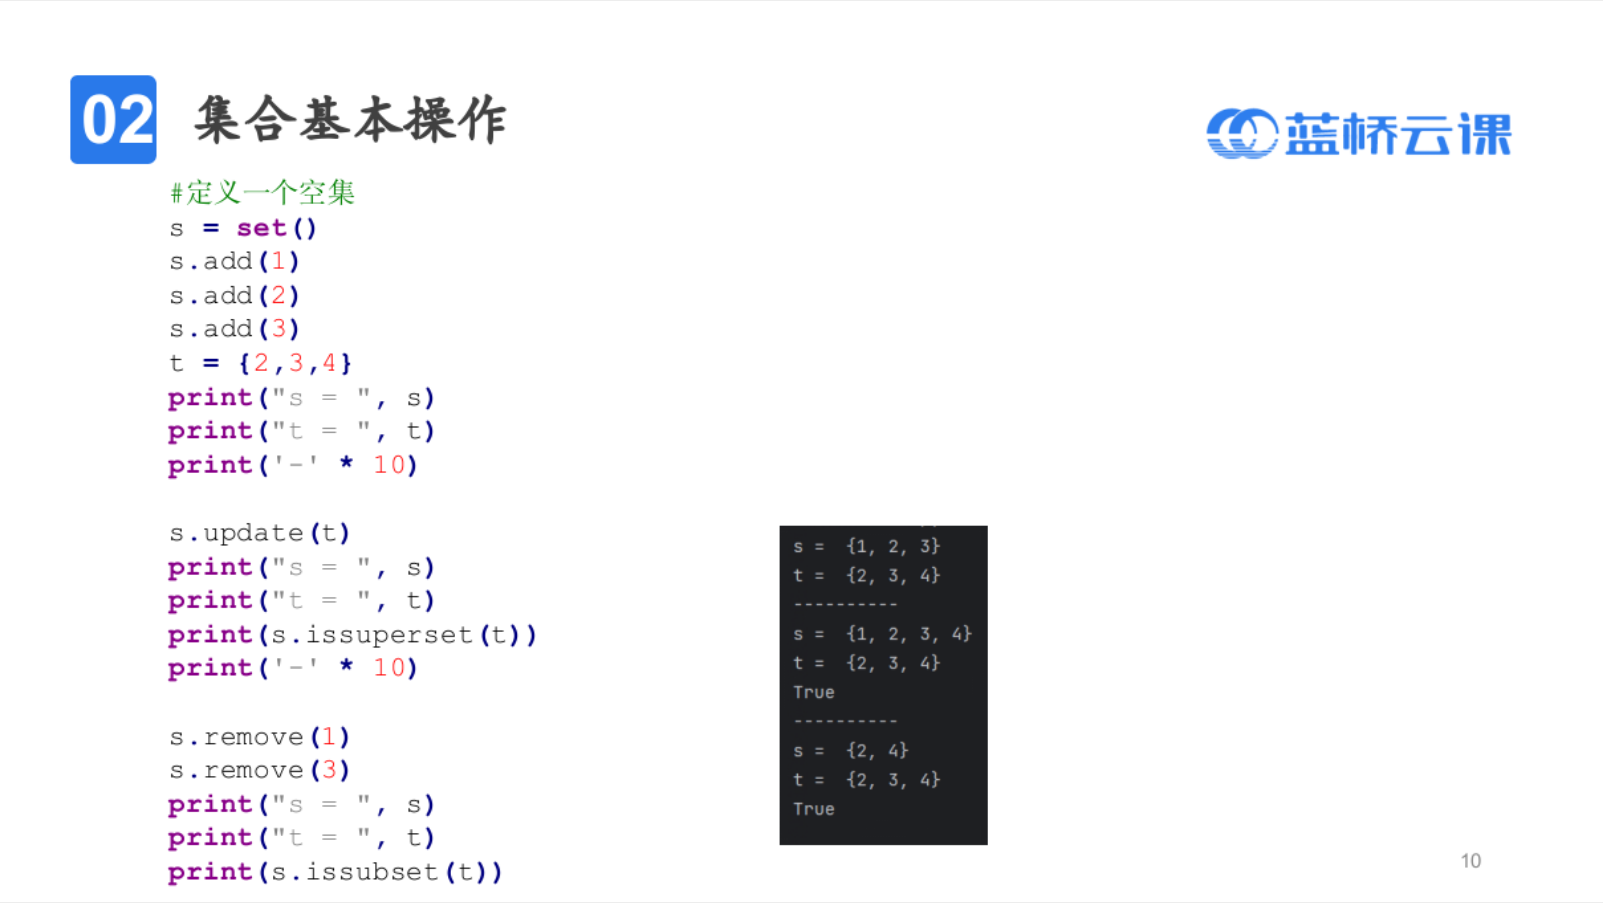 02 集合基本操作
蓝桥云课
#定义一个空集
s = set()
s.add(1)
s.add(2)
s.add(3)
t = {2,3,4}
print("s = ", s)
print("t = ", t)
print('-' * 10)
s.update(t)
print("s = ", s)
print("t = ", t)
print(s.issuperset(t))
print('-' * 10)
s.remove(1)
s.remove(3)
print("s = ", s)
print("t = ", t)
print(s.issubset(t))
s =  {1, 2, 3}
t =  {2, 3, 4}
----------
s =  {1, 2, 3, 4}
t =  {2, 3, 4}
True
----------
s =  {2, 4}
t =  {2, 3, 4}
True
10